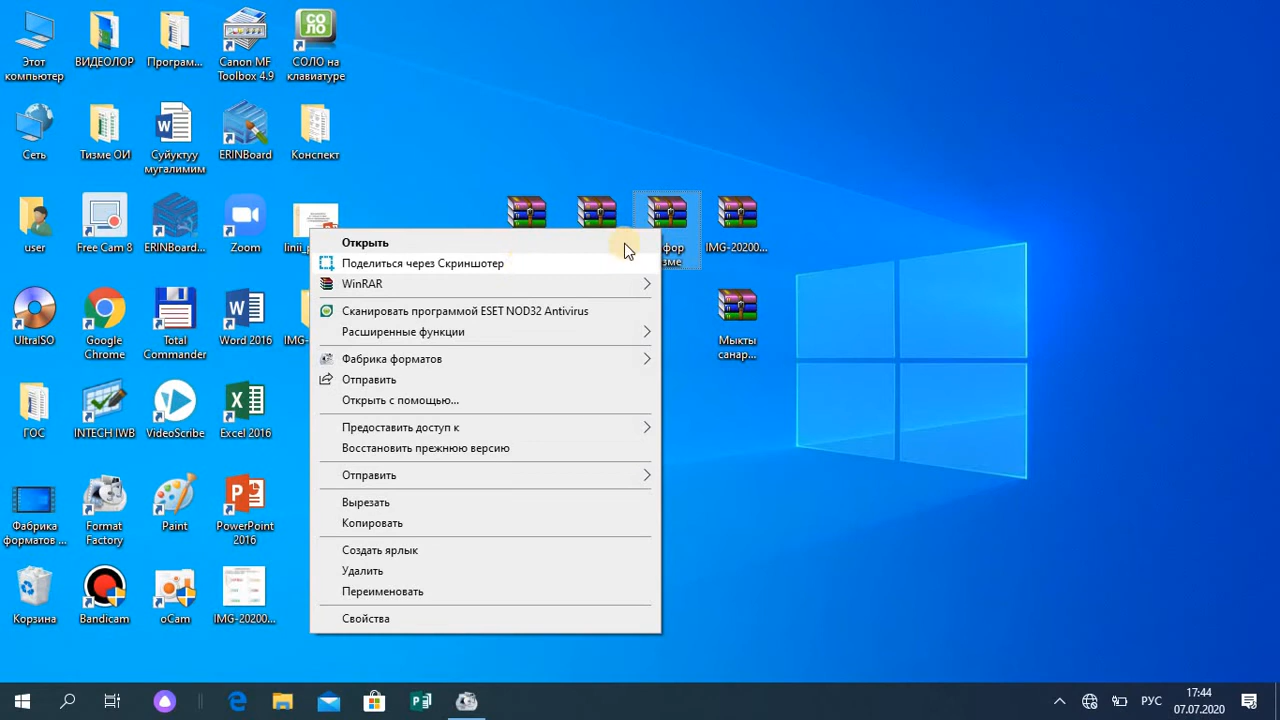 Этот
компьютер
ВИДЕОЛОР
Програм...
Canon MF
Toolbox 4.9
СОЛО
СОЛО на
клавиатуре
Сеть
Тизме ОИ
Суйуктуу
мугалимим
ERINBoard
Конспект
user
Free Cam 8
ERINBoard...
Zoom
IMG-20200...
UltraISO
Google
Chrome
Total
Commander
Word 2016
Мыкты
санар...
ГОС
INTECH IWB
VideoScribe
Excel 2016
Фабрика
форматов ...
Format
Factory
Paint
PowerPoint
2016
Корзина
Bandicam
oCam
IMG-20200...
Открыть
Поделиться через Скриншотер
WinRAR
Сканировать программой ESET NOD32 Antivirus
Расширенные функции
Фабрика форматов
Отправить
Открыть с помощью...
Предоставить доступ к
Восстановить прежнюю версию
Отправить
Вырезать
Копировать
Создать ярлык
Удалить
Переименовать
Свойства
РУС
17:44
07.07.2020